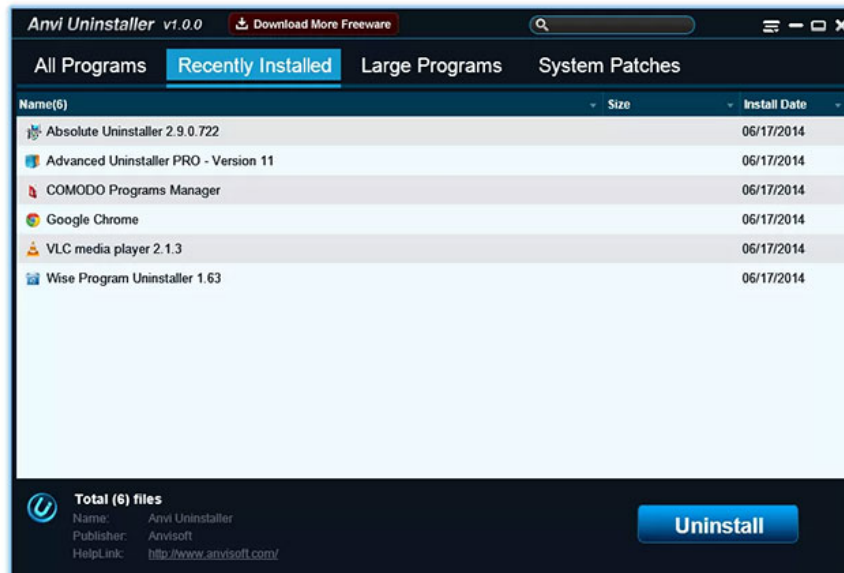 Anvi Uninstaller v1.0.0 Download More Freeware
All Programs Recently Installed Large Programs System Patches
Name(6) Size Install Date
Absolute Uninstaller 2.9.0.722 06/17/2014
Advanced Uninstaller PRO - Version 11 06/17/2014
COMODO Programs Manager 06/17/2014
Google Chrome 06/17/2014
VLC media player 2.1.3 06/17/2014
Wise Program Uninstaller 1.63 06/17/2014
Total (6) files
Name: Anvi Uninstaller
Publisher: Anvisoft
HelpLink: http://www.anvisoft.com/
Uninstall